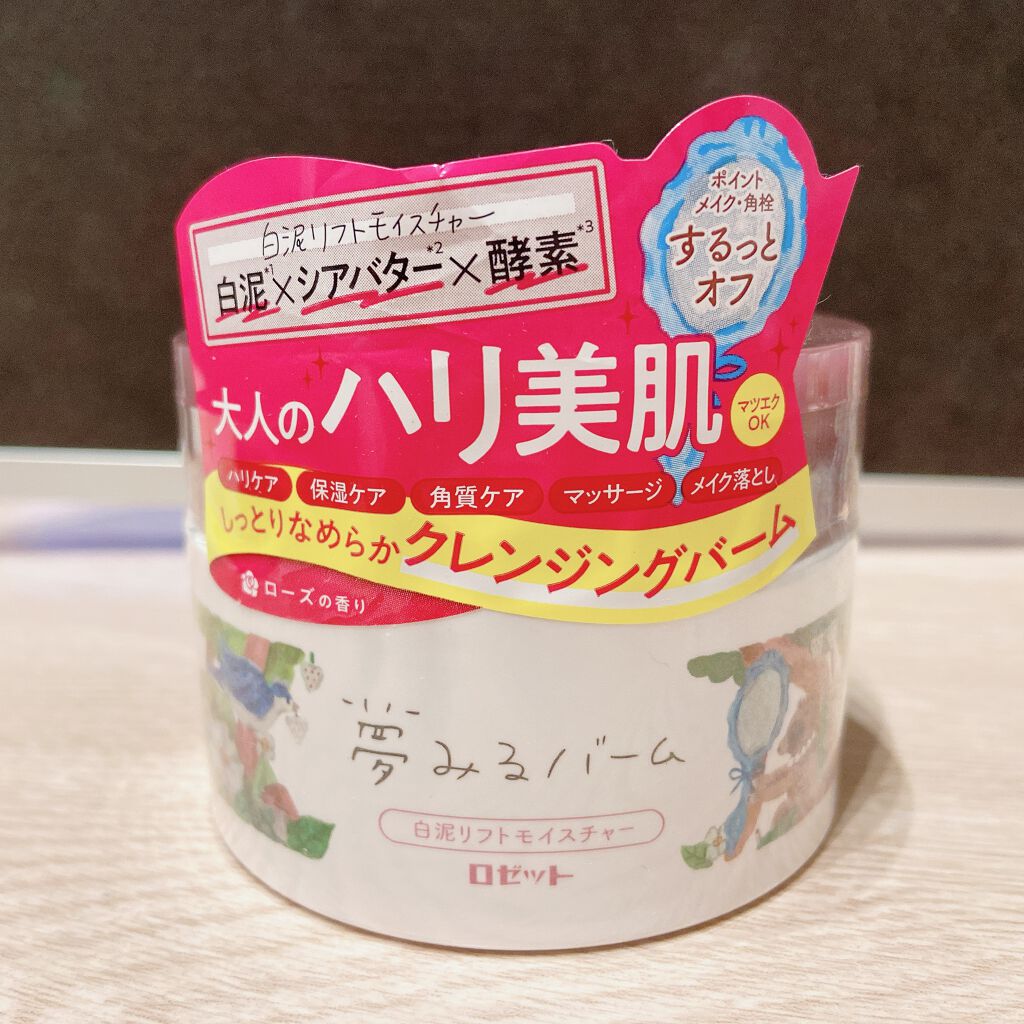 白泥リフトモイスチャー
白泥*1×シアバター*2×酵素*3
ポイント
メイク・角栓
するっと
オフ
大人のハリ美肌
マツエク
OK
ハリケア 保湿ケア 角質ケア マッサージ メイク落とし
しっとりなめらかクレンジングバーム
ローズの香り
夢みるバーム
白泥リフトモイスチャー
ロゼット